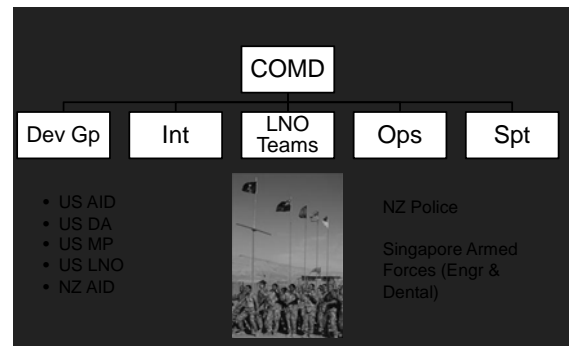 COMD
Dev Gp
Int
LNO
Teams
Ops
Spt
• US AID
• US DA
• US MP
• US LNO
• NZ AID
NZ Police
Singapore Armed
Forces (Engr &
Dental)